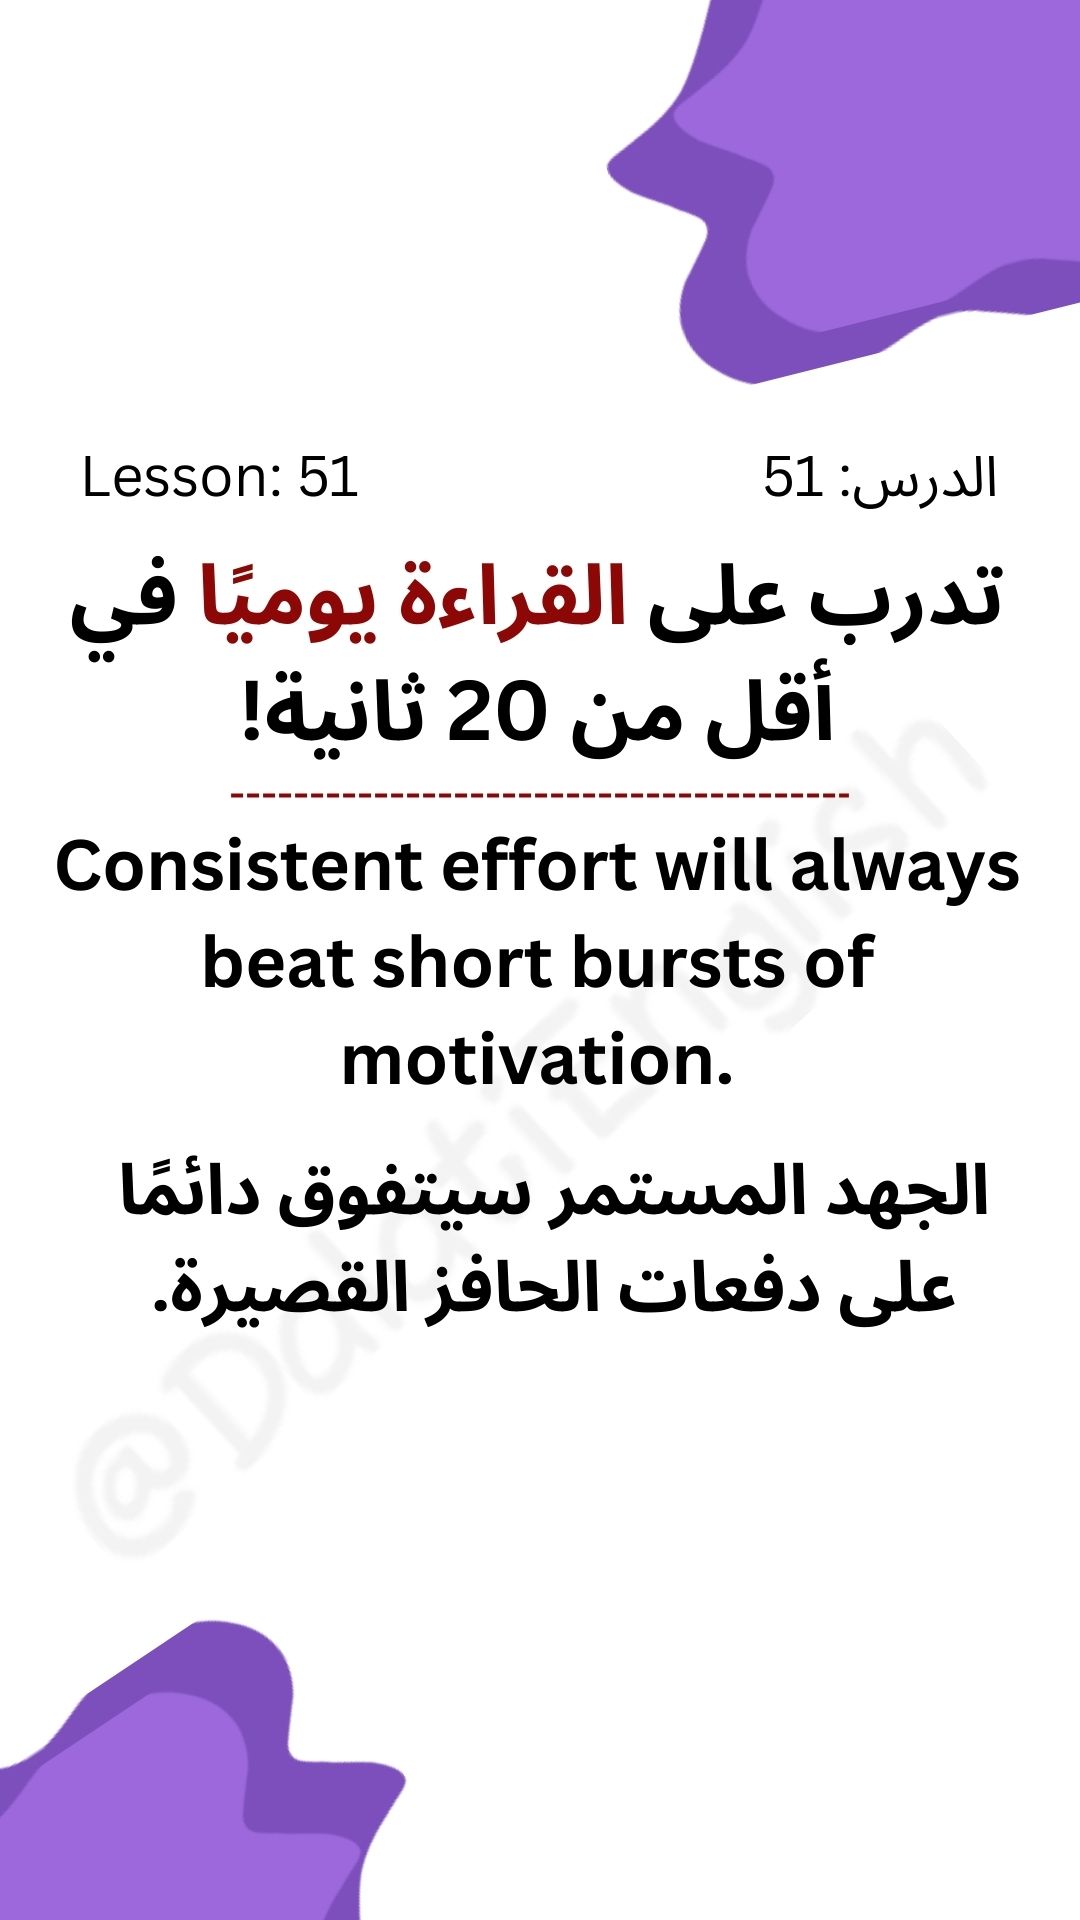 Lesson: 51
الدرس: 51
تدرب على القراءة يوميًا في
أقل من 20 ثانية!
Consistent effort will always
beat short bursts of
motivation.
الجهد المستمر سيتفوق دائمًا
على دفعات الحافز القصيرة.